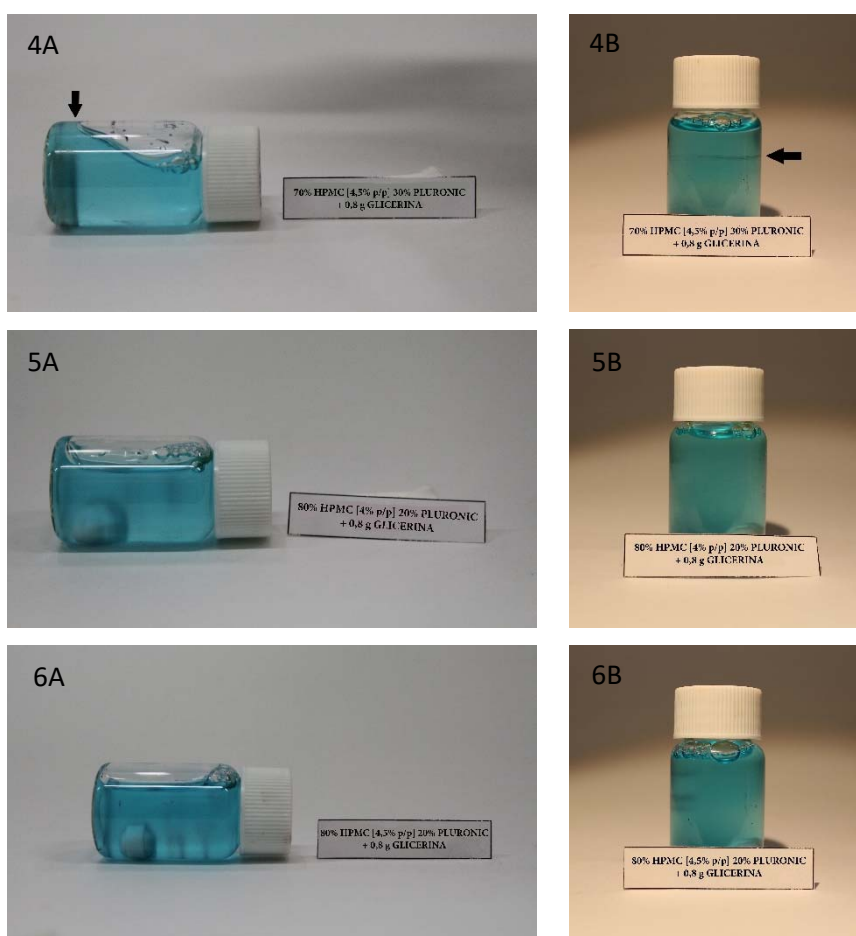 4A
70% HPMC [4,5% p/p] 30% PLURONIC
+ 0,8 g GLICERINA
4B
70% HPMC [4,5% p/p] 30% PLURONIC
+ 0,8 g GLICERINA
5A
80% HPMC [4% p/p] 20% PLURONIC
+ 0,8 g GLICERINA
5B
80% HPMC [4% p/p] 20% PLURONIC
+ 0,8 g GLICERINA
6A
80% HPMC [4,5% p/p] 20% PLURONIC
+ 0,8 g GLICERINA
6B
80% HPMC [4,5% p/p] 20% PLURONIC
+ 0,8 g GLICERINA